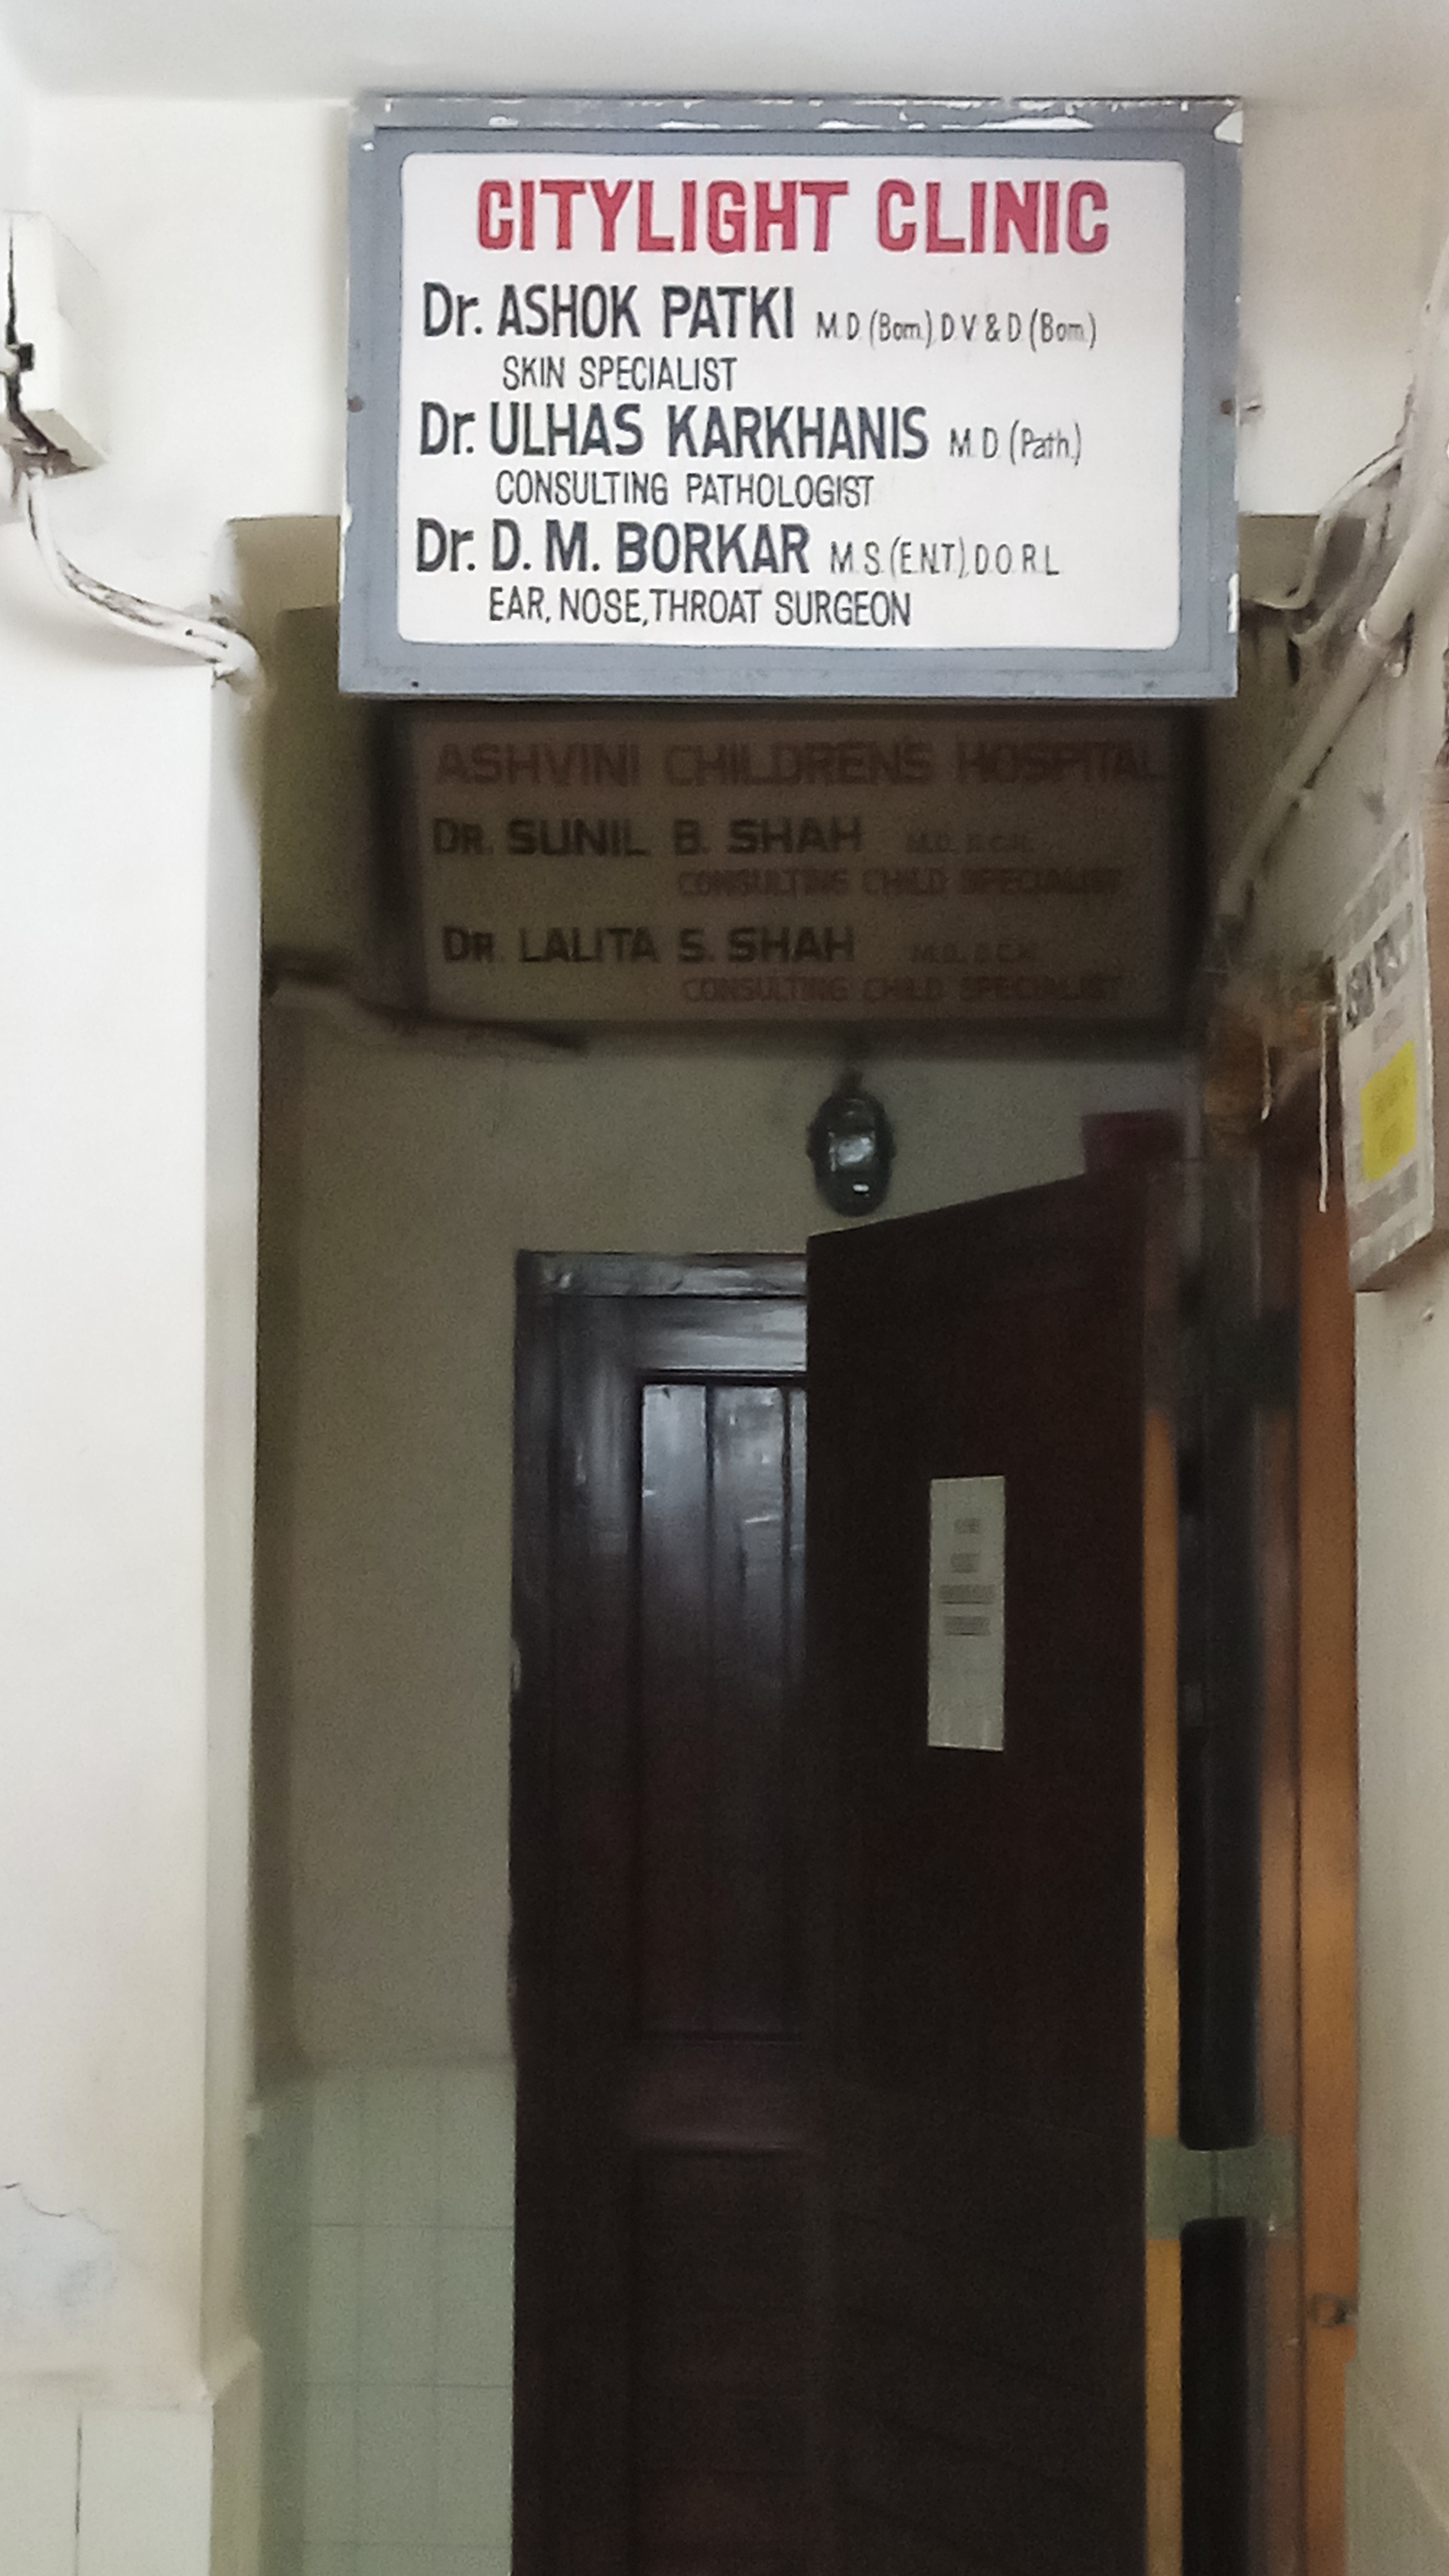 CITYLIGHT CLINIC
Dr. ASHOK PATKI M.D.(Bom.), D.V. & D.(Bom.)
SKIN SPECIALIST
Dr. ULHAS KARKHANIS M.D.(Path.)
CONSULTING PATHOLOGIST
Dr. D. M. BORKAR M.S.(E.N.T.), D.O.R.L
EAR, NOSE, THROAT SURGEON
ASHVINI CHILDREN'S HOSPITAL
DR. SUNIL B. SHAH M.D., D.C.H.
CONSULTING CHILD SPECIALIST
DR. LALITA S. SHAH M.D., D.C.H.
CONSULTING CHILD SPECIALIST